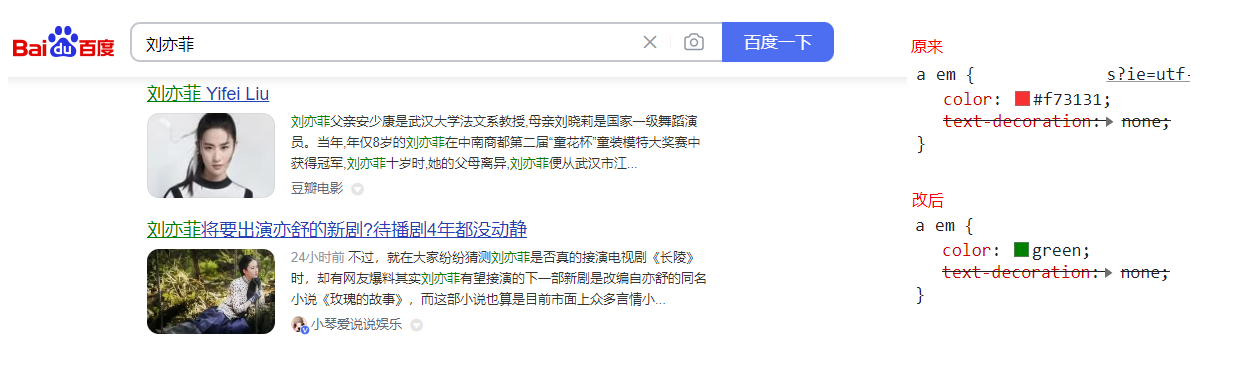 Bai du 百度
刘亦菲
百度一下
刘亦菲 Yifei Liu
刘亦菲父亲安少康是武汉大学法文系教授,母亲刘晓莉是国家一级舞蹈演
员。当年,年仅8岁的刘亦菲在中南商都第二届“童花杯”童装模特大奖赛中
获得冠军,刘亦菲十岁时,她的父母离异,刘亦菲便从武汉市江...
豆瓣电影
刘亦菲将要出演亦舒的新剧?待播剧4年都没动静
24小时前 不过，就在大家纷纷猜测刘亦菲是否真的接演电视剧《长陵》
时，却有网友爆料其实刘亦菲有望接演的下一部新剧是改编自亦舒的同名
小说《玫瑰的故事》，而这部小说也算是目前市面上众多言情小...
小琴爱说说娱乐
原来
a em { s?ie=utf-
color: #f73131;
text-decoration: none;
}
改后
a em {
color: green;
text-decoration: none;
}